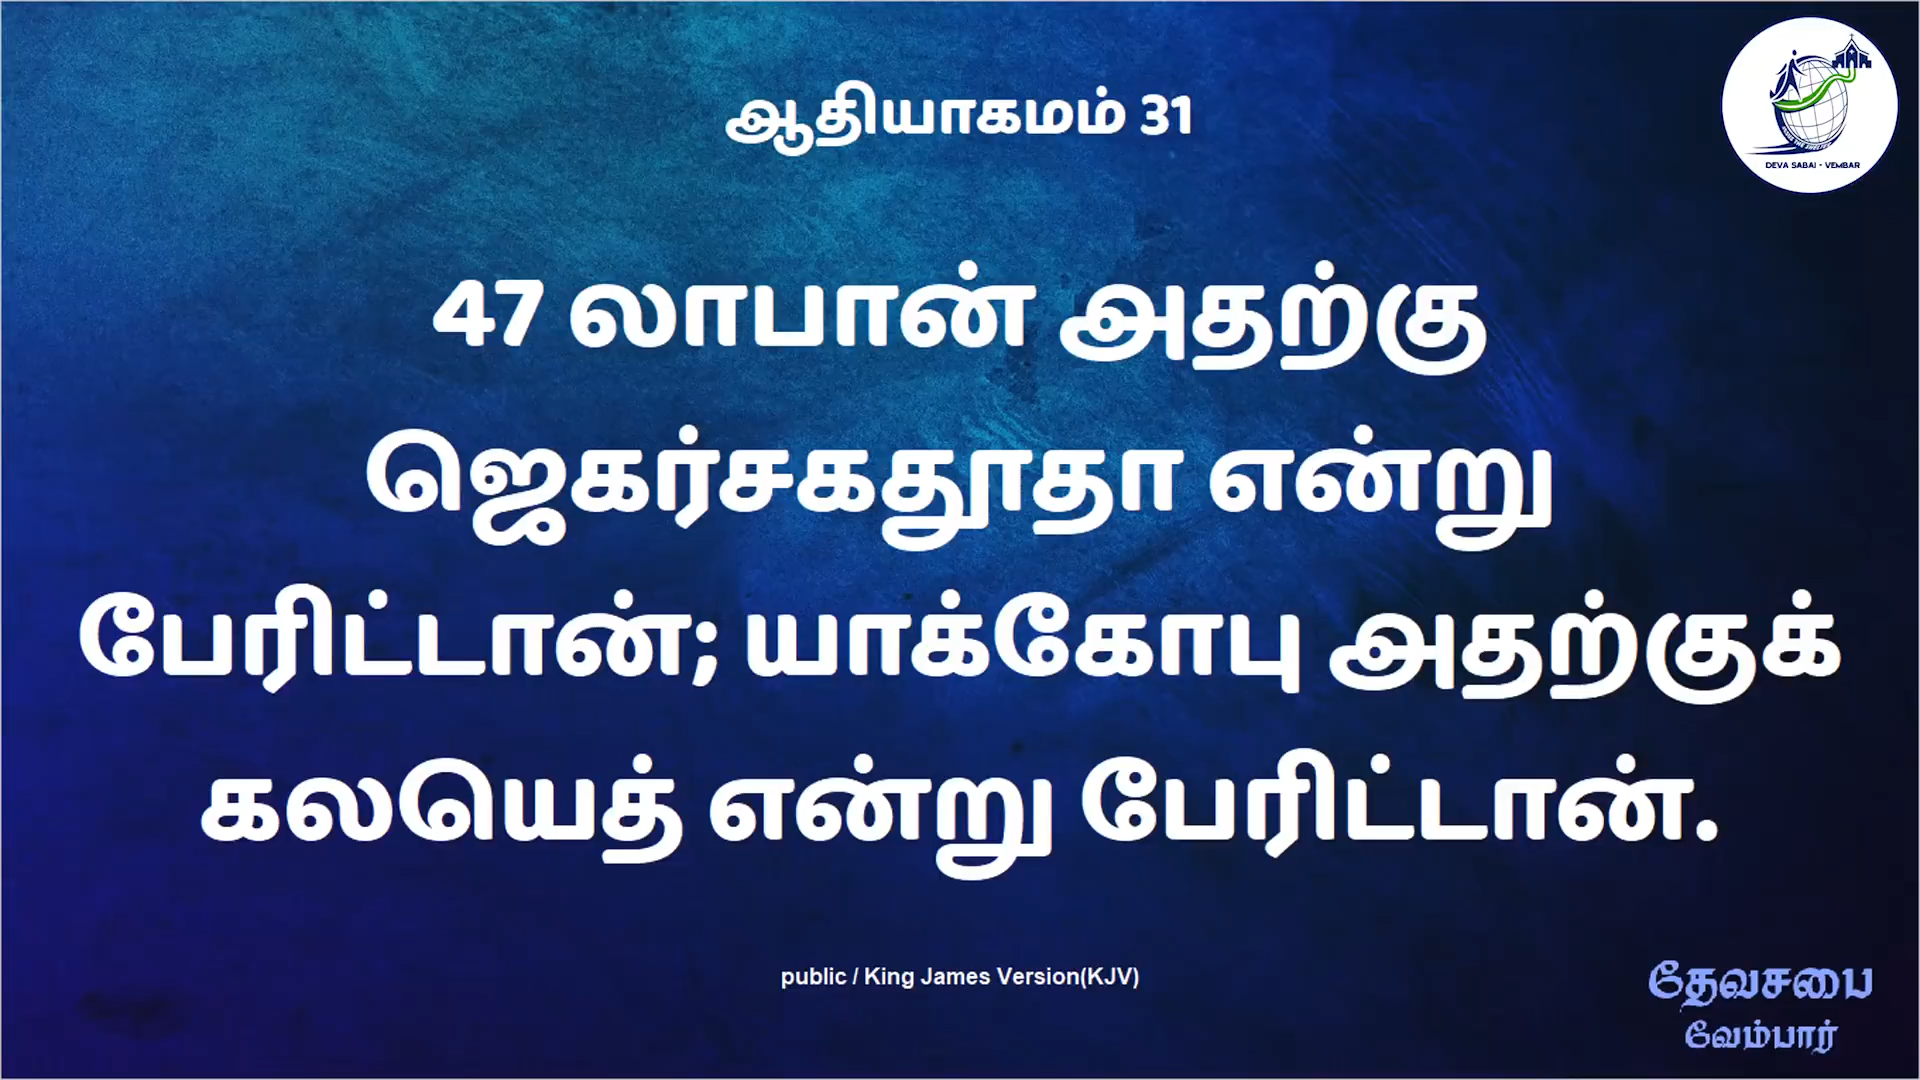 ஆதியாகமம் 31
DEVA SABAI - VEMBAR
47 லாபான் அதற்கு
ஜெகர்சகதூதா என்று
பேரிட்டான்; யாக்கோபு அதற்குக்
கலயெத் என்று பேரிட்டான்.
public / King James Version(KJV)
தேவசபை
வேம்பார்